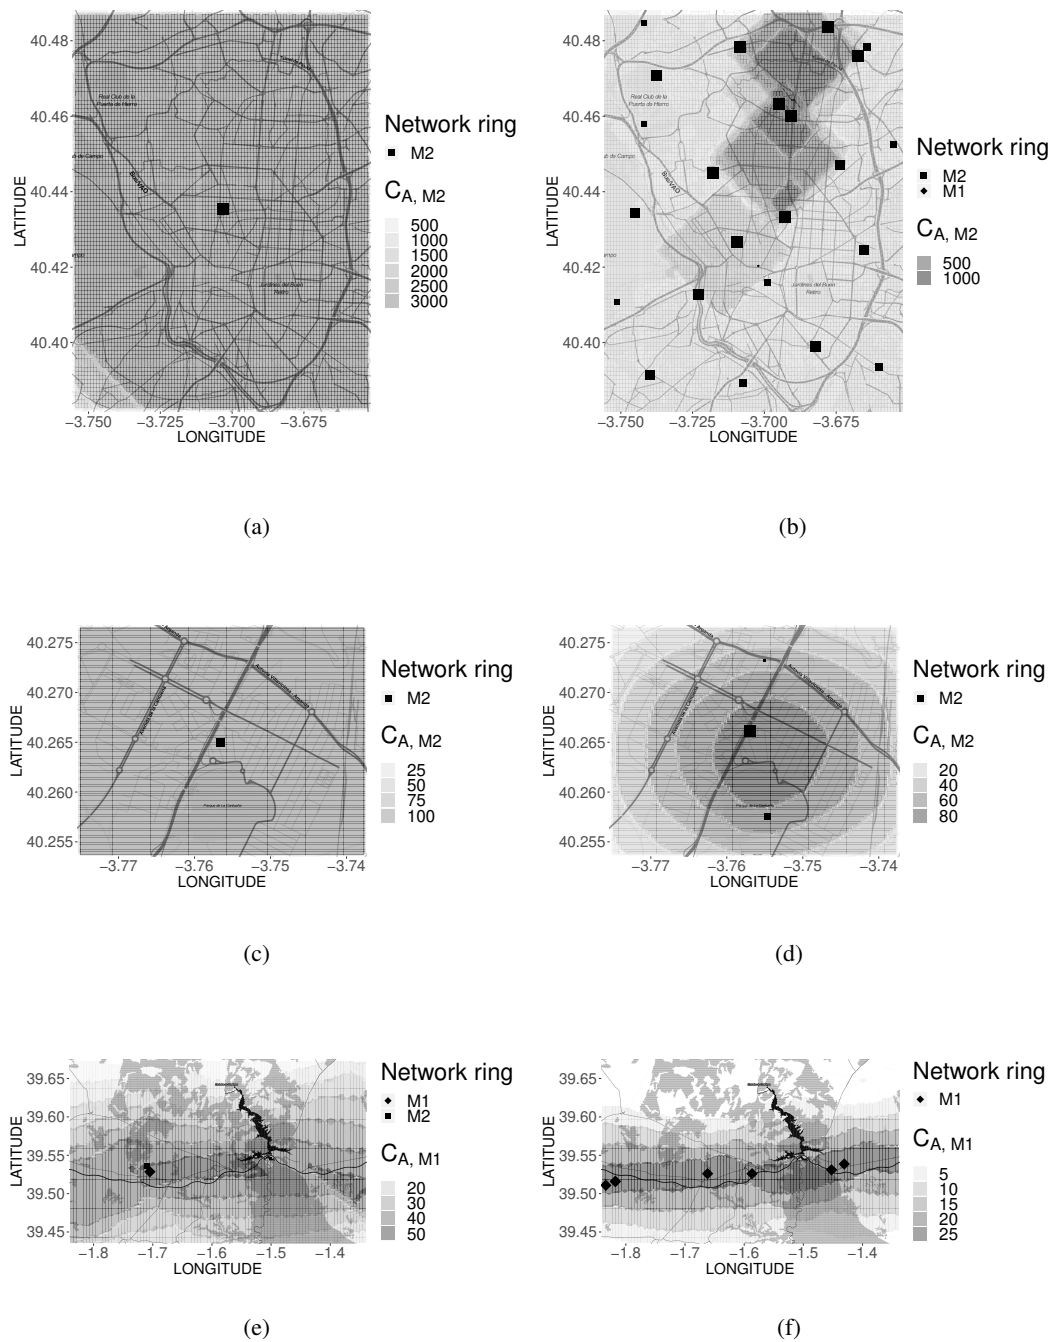 40.48
40.46
40.44
40.42
40.40
LATITUDE
Real Club de la
Puerta de Hierro
b de Campo
ampo
Jardines del Buen
Retiro
−3.750
−3.725
−3.700
−3.675
LONGITUDE
Network ring
M2
C A, M2
500
1000
1500
2000
2500
3000
(a)
40.48
40.46
40.44
40.42
40.40
LATITUDE
Real Club de la
Puerta de Hierro
b de Campo
ampo
Jardines del Buen
Retiro
−3.750
−3.725
−3.700
−3.675
LONGITUDE
Network ring
M2
M1
C A, M2
500
1000
(b)
40.275
40.270
40.265
40.260
40.255
LATITUDE
−3.77
−3.76
−3.75
−3.74
LONGITUDE
Network ring
M2
C A, M2
25
50
75
100
(c)
40.275
40.270
40.265
40.260
40.255
LATITUDE
−3.77
−3.76
−3.75
−3.74
LONGITUDE
Network ring
M2
C A, M2
20
40
60
80
(d)
39.65
39.60
39.55
39.50
39.45
LATITUDE
−1.8
−1.7
−1.6
−1.5
−1.4
LONGITUDE
Network ring
M1
M2
C A, M1
20
30
40
50
(e)
39.65
39.60
39.55
39.50
39.45
LATITUDE
−1.8
−1.7
−1.6
−1.5
−1.4
LONGITUDE
Network ring
M1
C A, M1
5
10
15
20
25
(f)